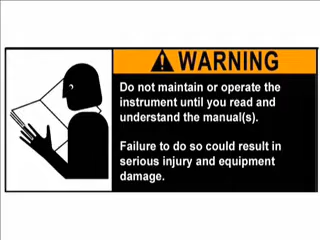 WARNING
Do not maintain or operate the
instrument until you read and
understand the manual(s).
Failure to do so could result in
serious injury and equipment
damage.